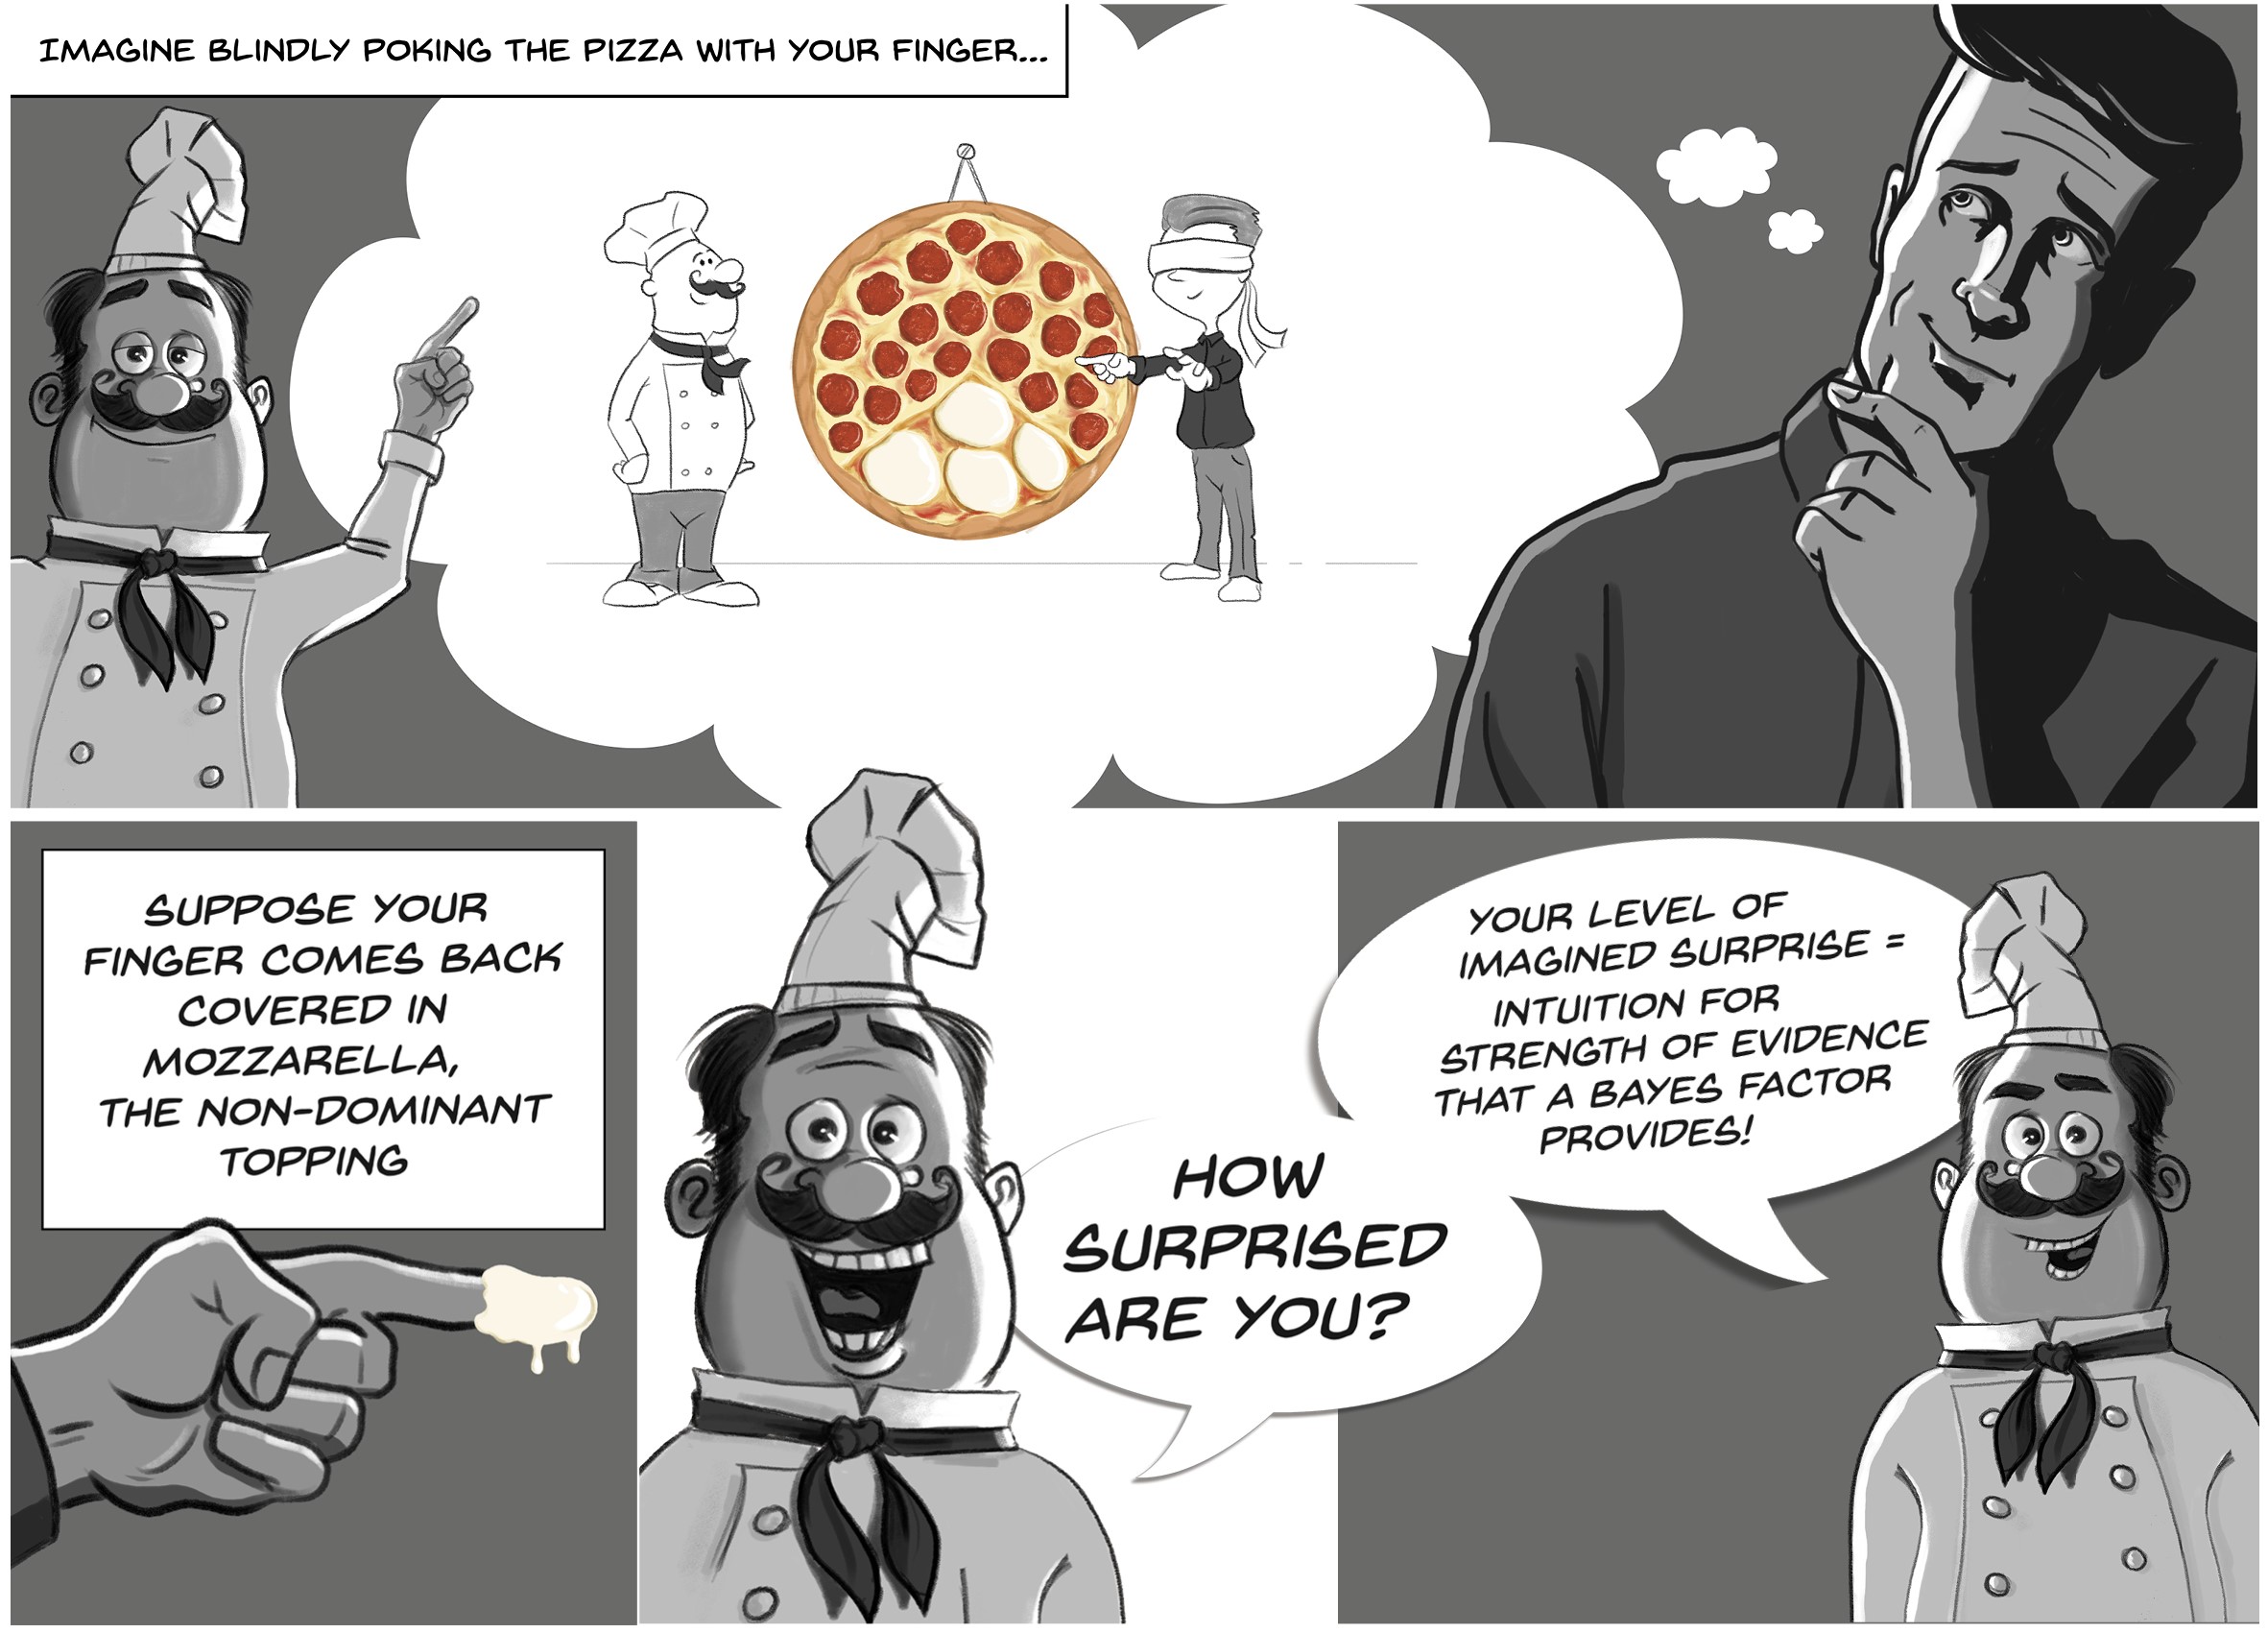 IMAGINE BLINDLY POKING THE PIZZA WITH YOUR FINGER...
SUPPOSE YOUR
FINGER COMES BACK
COVERED IN
MOZZARELLA,
THE NON-DOMINANT
TOPPING
HOW
SURPRISED
ARE YOU?
YOUR LEVEL OF
IMAGINED SURPRISE =
INTUITION FOR
STRENGTH OF EVIDENCE
THAT A BAYES FACTOR
PROVIDES!